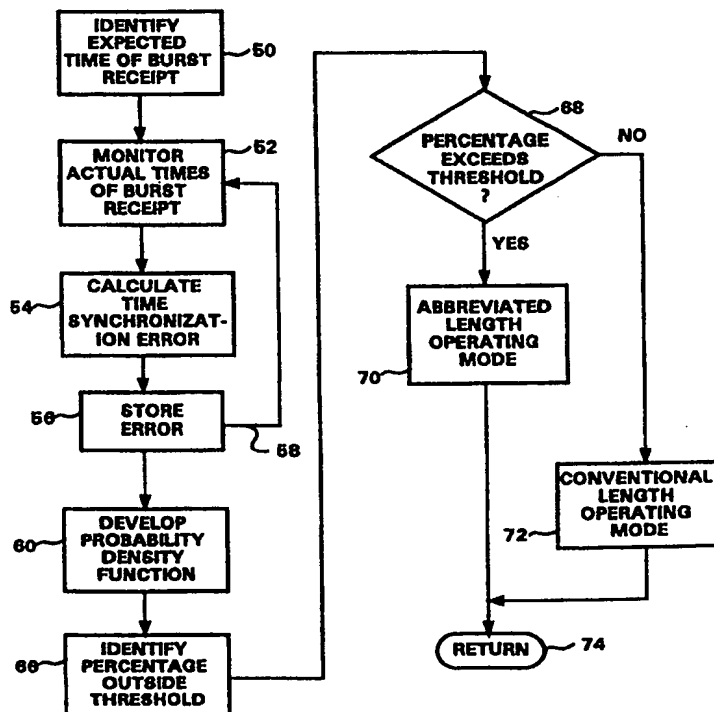 IDENTIFY
EXPECTED
TIME OF BURST
RECEIPT
50
MONITOR
ACTUAL TIMES
OF BURST
RECEIPT
52
CALCULATE
TIME
SYNCHRONIZAT-
ION ERROR
54
STORE
ERROR
56
58
DEVELOP
PROBABILITY
DENSITY
FUNCTION
60
IDENTIFY
PERCENTAGE
OUTSIDE
THRESHOLD
66
PERCENTAGE
EXCEEDS
THRESHOLD
?
68
NO
YES
ABBREVIATED
LENGTH
OPERATING
MODE
70
CONVENTIONAL
LENGTH
OPERATING
MODE
72
RETURN
74